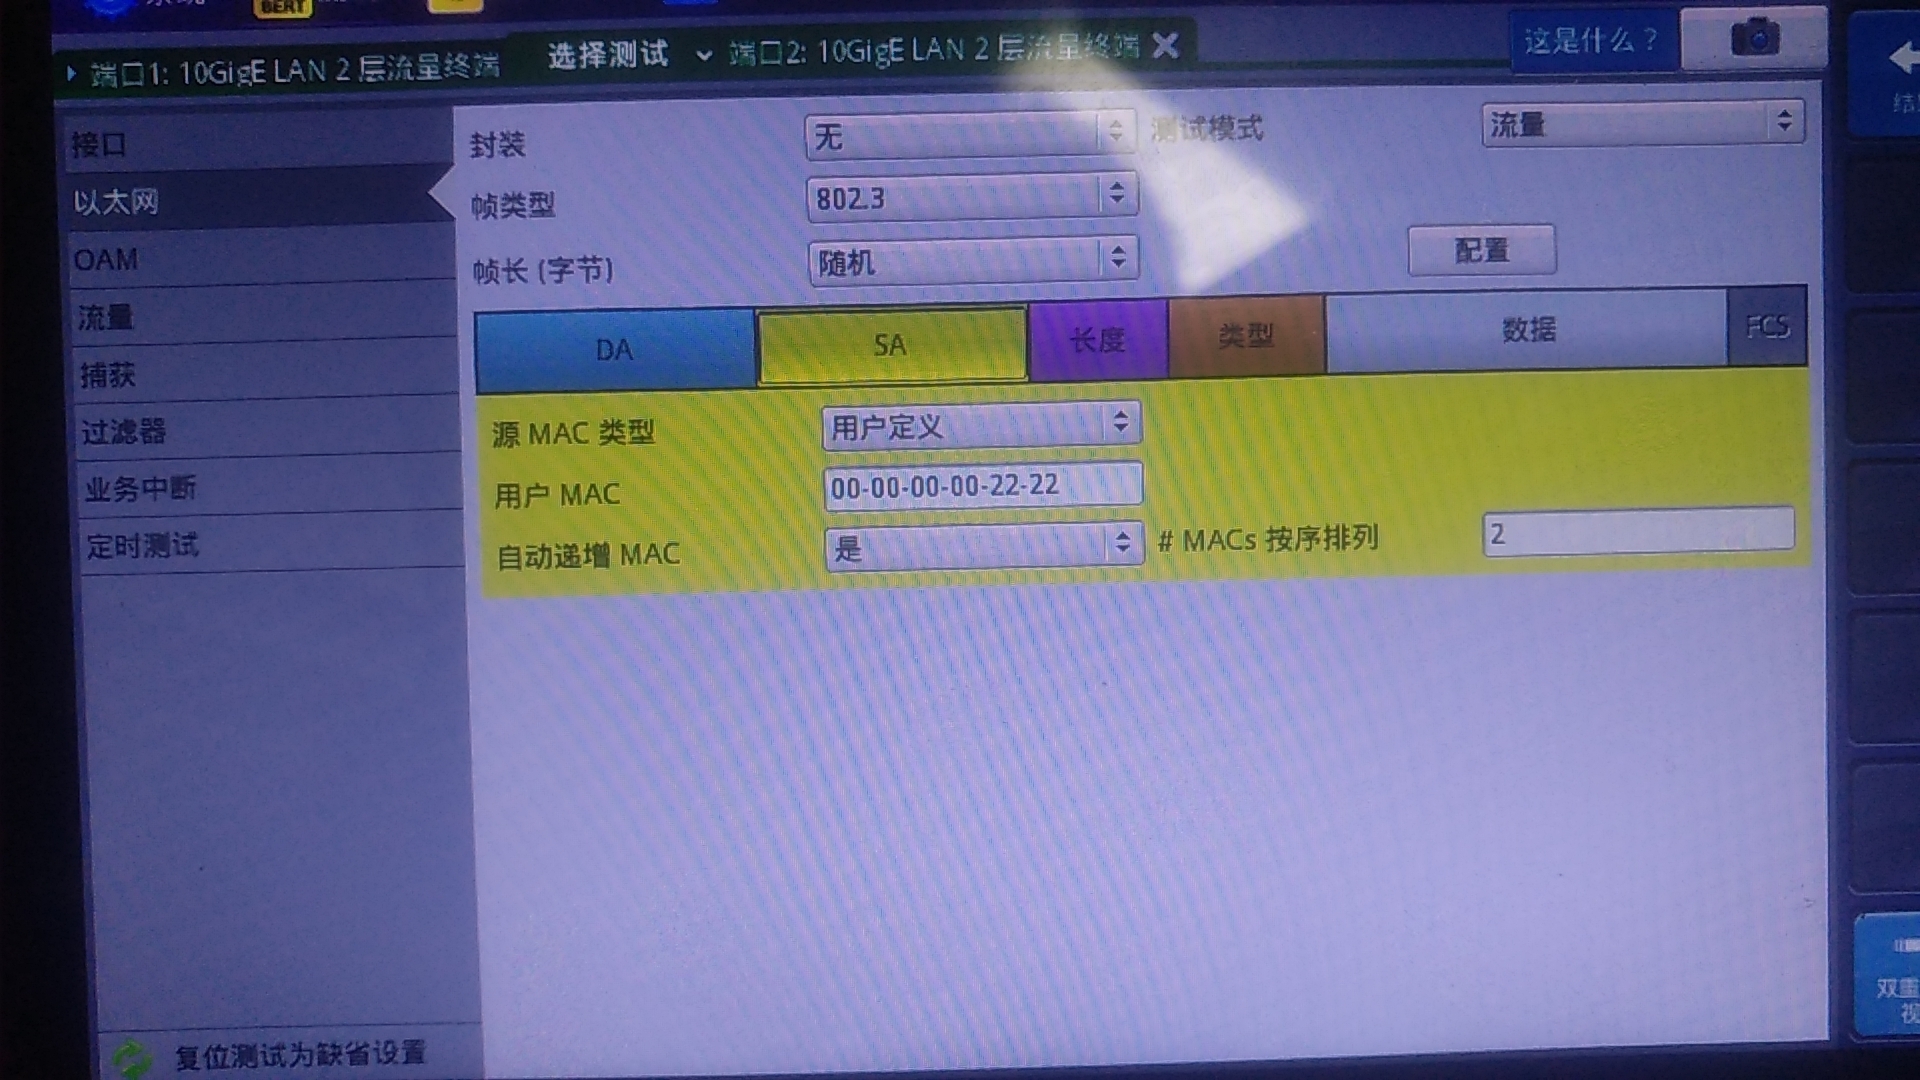 系统
BERT
端口1: 10GigE LAN 2 层流量终端
选择测试
端口2: 10GigE LAN 2 层流量终端
这是什么？
接口
以太网
OAM
流量
捕获
过滤器
业务中断
定时测试
封装
无
测试模式
流量
帧类型
802.3
帧长 (字节)
随机
配置
DA
SA
长度
类型
数据
FCS
源 MAC 类型
用户定义
用户 MAC
00-00-00-00-22-22
自动递增 MAC
是
# MACs 按序排列
2
复位测试为缺省设置
双重